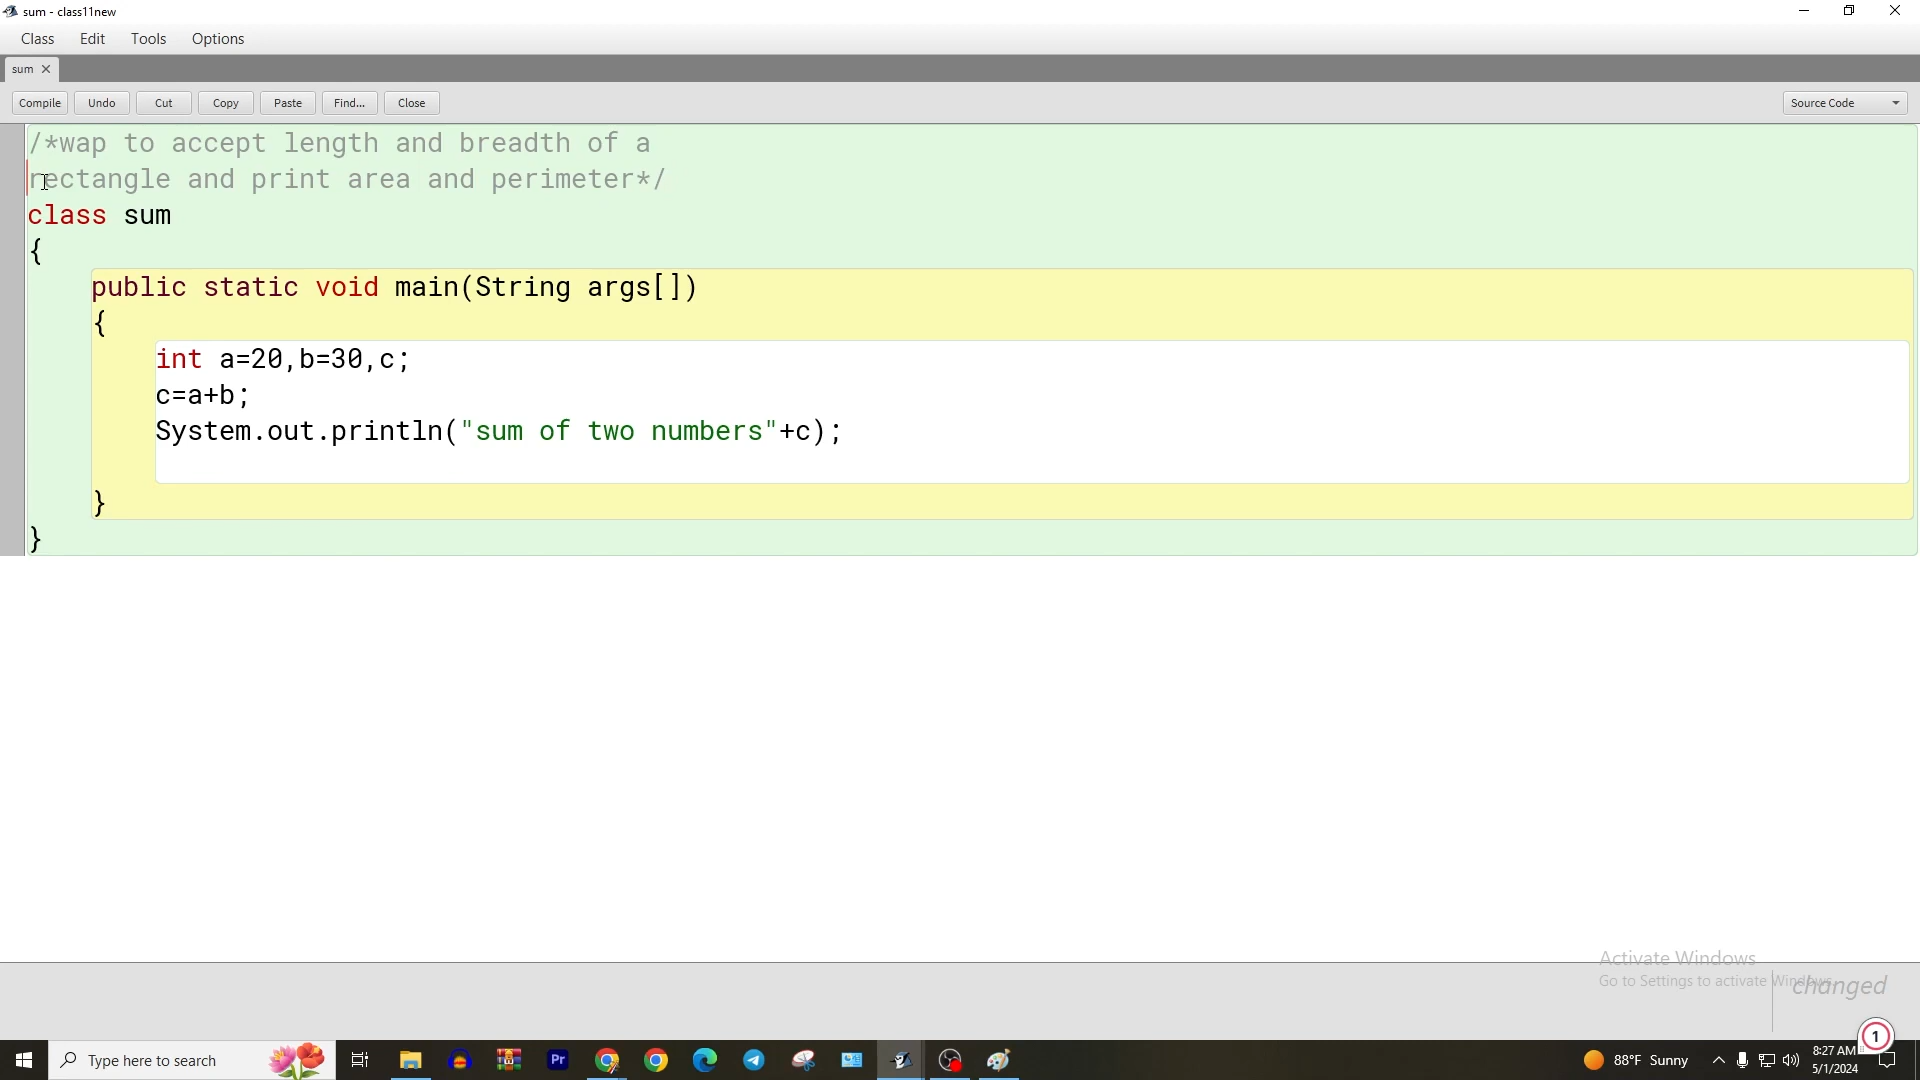 sum - class11new
Class Edit Tools Options
sum
Compile Undo Cut Copy Paste Find... Close Source Code
/*wap to accept length and breadth of a
rectangle and print area and perimeter*/
class sum
{
public static void main(String args[])
{
int a=20,b=30,c;
c=a+b;
System.out.println("sum of two numbers"+c);
}
}
Activate Windows
Go to Settings to activate Windows.
changed
1
Type here to search
Pr
88°F Sunny
8:27 AM
5/1/2024